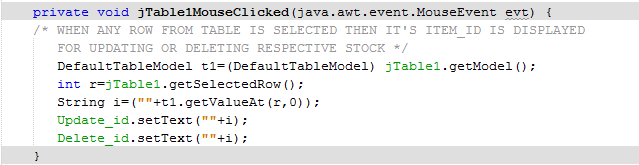 private void jTable1MouseClicked(java.awt.event.MouseEvent evt) {
/* WHEN ANY ROW FROM TABLE IS SELECTED THEN IT'S ITEM_ID IS DISPLAYED
FOR UPDATING OR DELETING RESPECTIVE STOCK */
DefaultTableModel t1=(DefaultTableModel) jTable1.getModel();
int r=jTable1.getSelectedRow();
String i=(""+t1.getValueAt(r,0));
Update_id.setText(""+i);
Delete_id.setText(""+i);
}